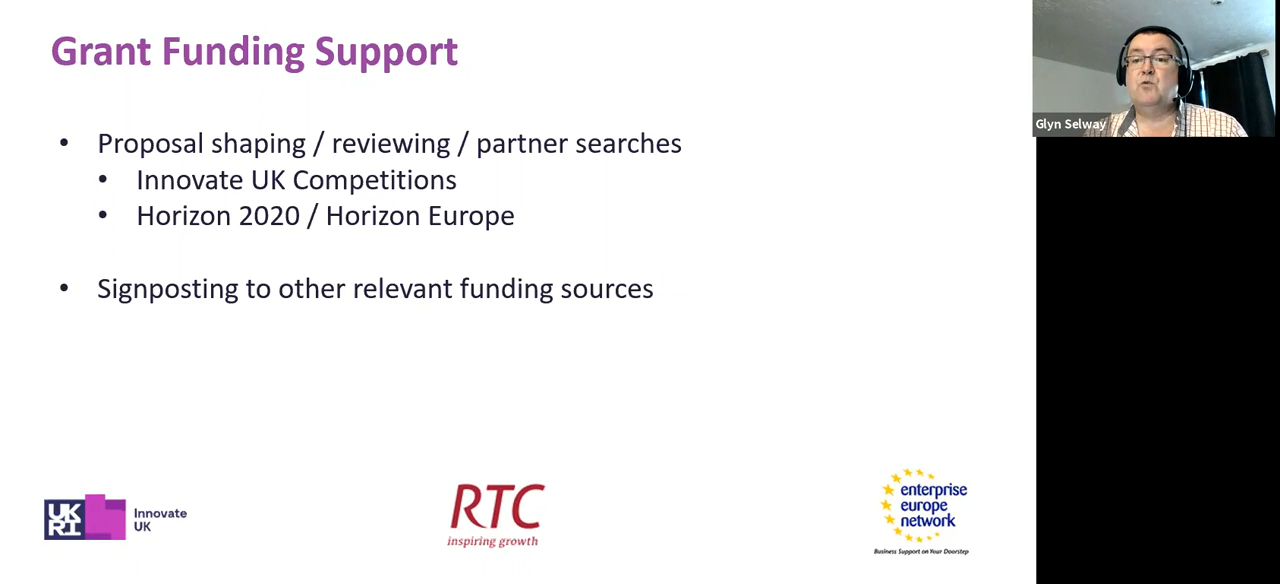 Grant Funding Support
• Proposal shaping / reviewing / partner searches
• Innovate UK Competitions
• Horizon 2020 / Horizon Europe
• Signposting to other relevant funding sources
Glyn Selway
UK
RI
Innovate
UK
RTC
inspiring growth
enterprise
europe
network
Business Support on Your Doorstep